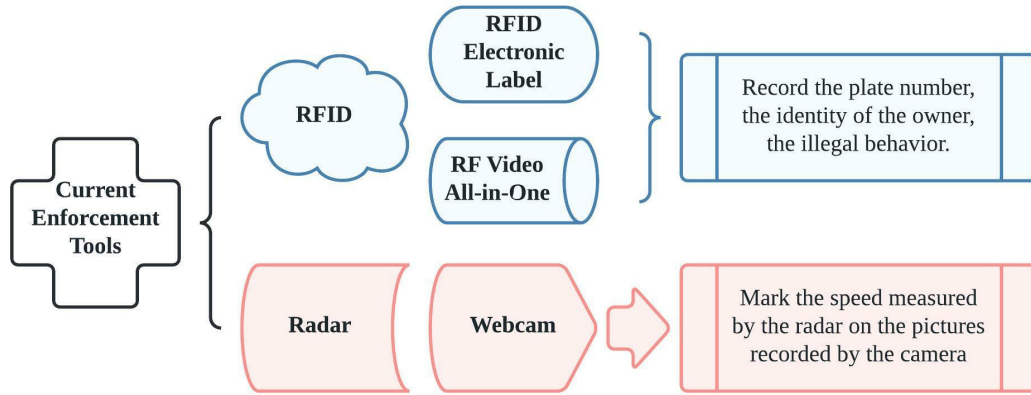 Current
Enforcement
Tools
RFID
RFID
Electronic
Label
RF Video
All-in-One
Record the plate number,
the identity of the owner,
the illegal behavior.
Radar
Webcam
Mark the speed measured
by the radar on the pictures
recorded by the camera